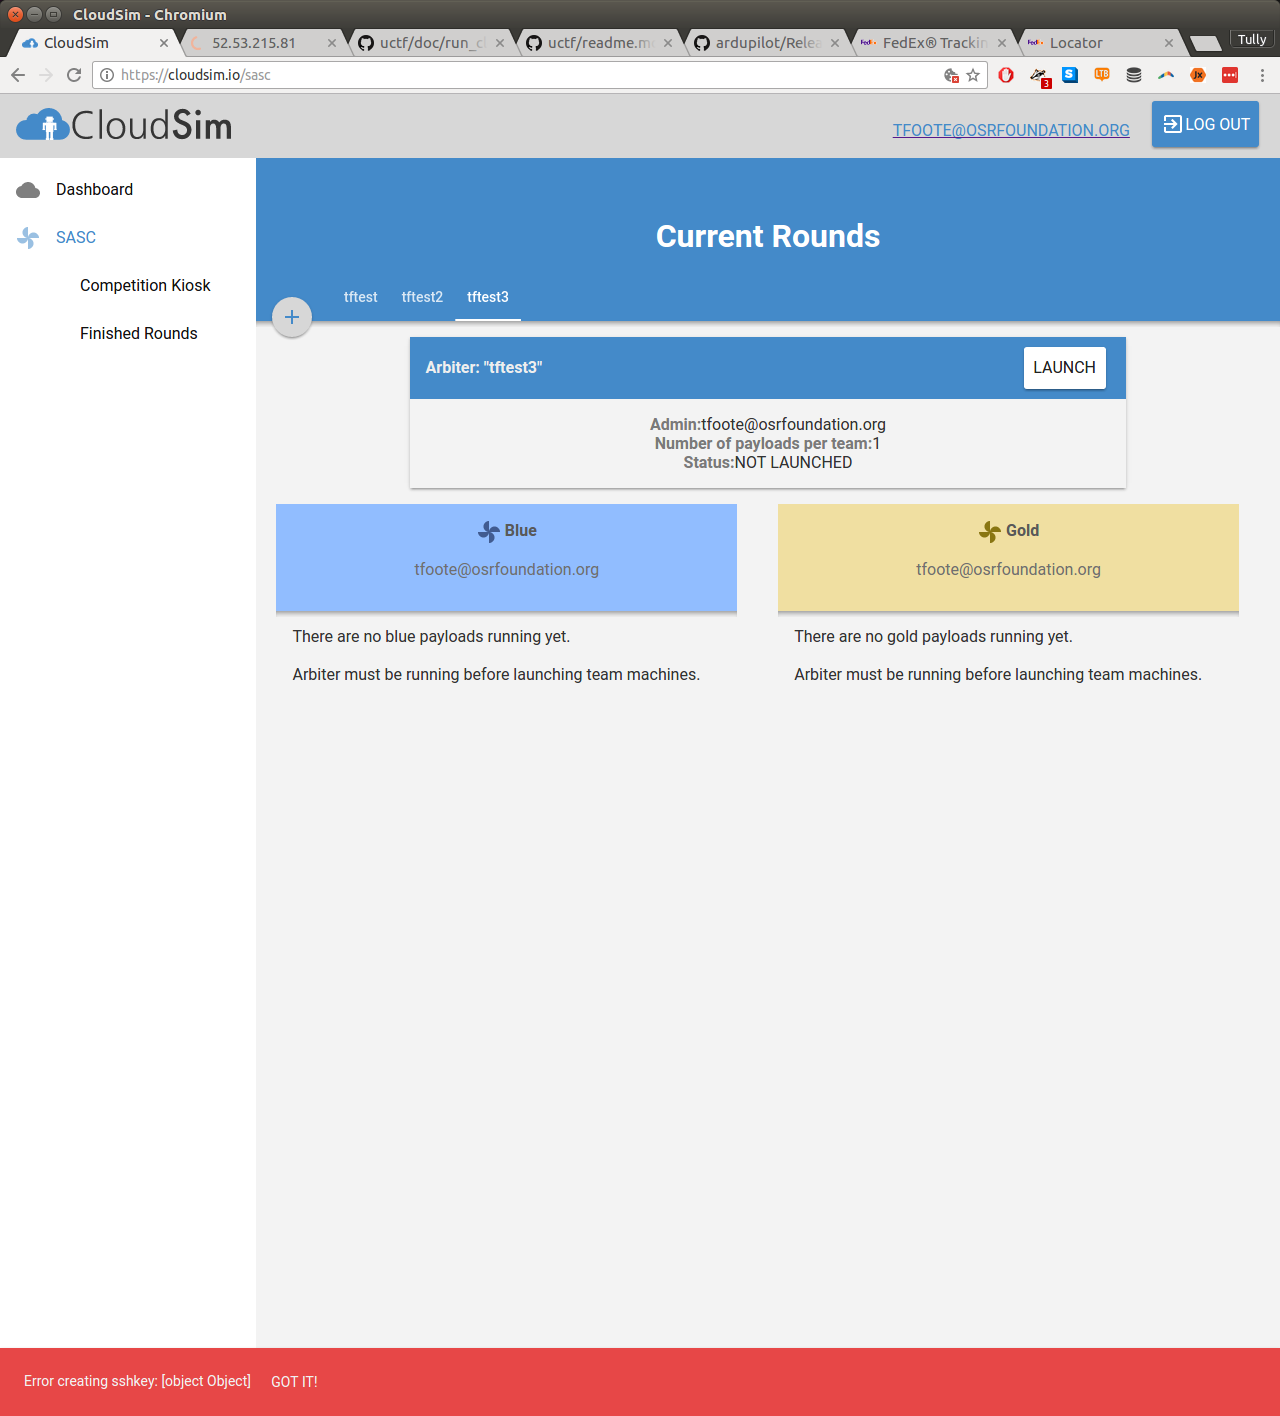 CloudSim - Chromium
CloudSim
52.53.215.81
uctf/doc/run_c
uctf/readme.m
ardupilot/Relea
FedEx® Trackin
Locator
Tully
https://cloudsim.io/sasc
3
CloudSim
TFOOTE@OSRFOUNDATION.ORG
LOG OUT
Dashboard
SASC
Competition Kiosk
Finished Rounds
Current Rounds
tftest
tftest2
tftest3
Arbiter: "tftest3"
LAUNCH
Admin:tfoote@osrfoundation.org
Number of payloads per team:1
Status:NOT LAUNCHED
Blue
tfoote@osrfoundation.org
There are no blue payloads running yet.
Arbiter must be running before launching team machines.
Gold
tfoote@osrfoundation.org
There are no gold payloads running yet.
Arbiter must be running before launching team machines.
Error creating sshkey: [object Object]
GOT IT!